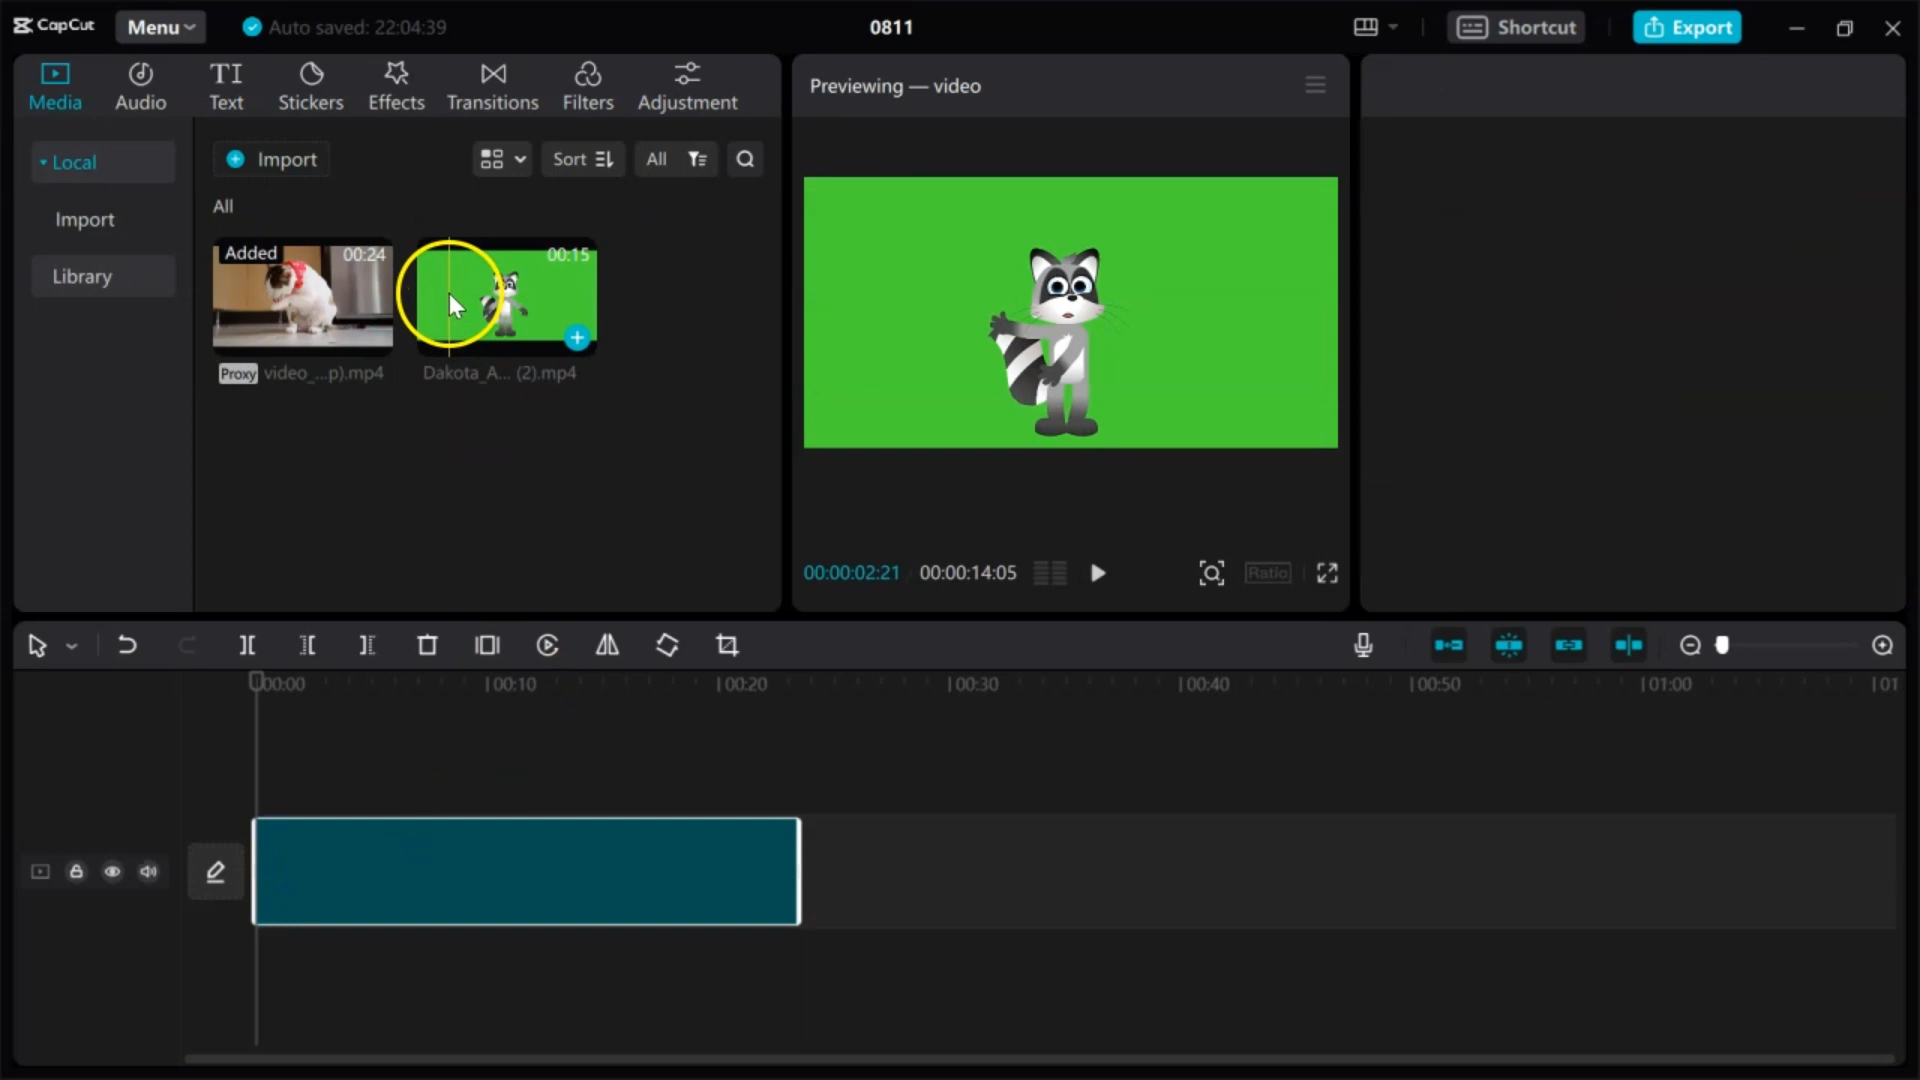 CapCut Menu Auto saved: 22:04:39 0811 Shortcut Export
Media Audio Text Stickers Effects Transitions Filters Adjustment
Previewing — video
Local
Import
Library
Import Sort All
All
Added 00:24 00:15
Proxy video_...p).mp4 Dakota_A... (2).mp4
00:00:02:21 00:00:14:05 Ratio
00:00 00:10 00:20 00:30 00:40 00:50 01:00 01